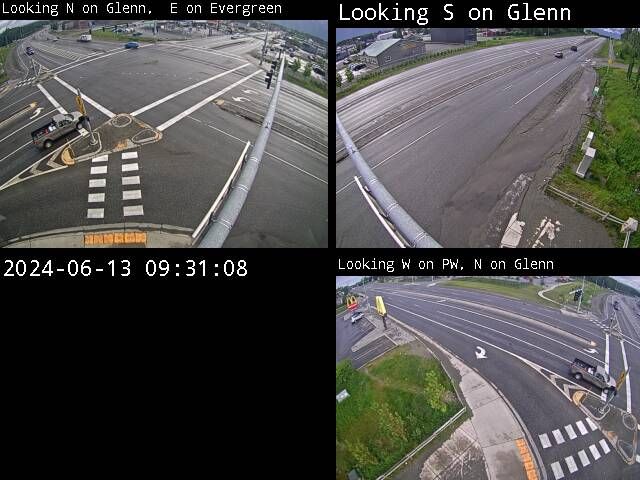 Looking N on Glenn,  E on Evergreen
Looking S on Glenn
2024-06-13 09:31:08
Looking W on PW, N on Glenn